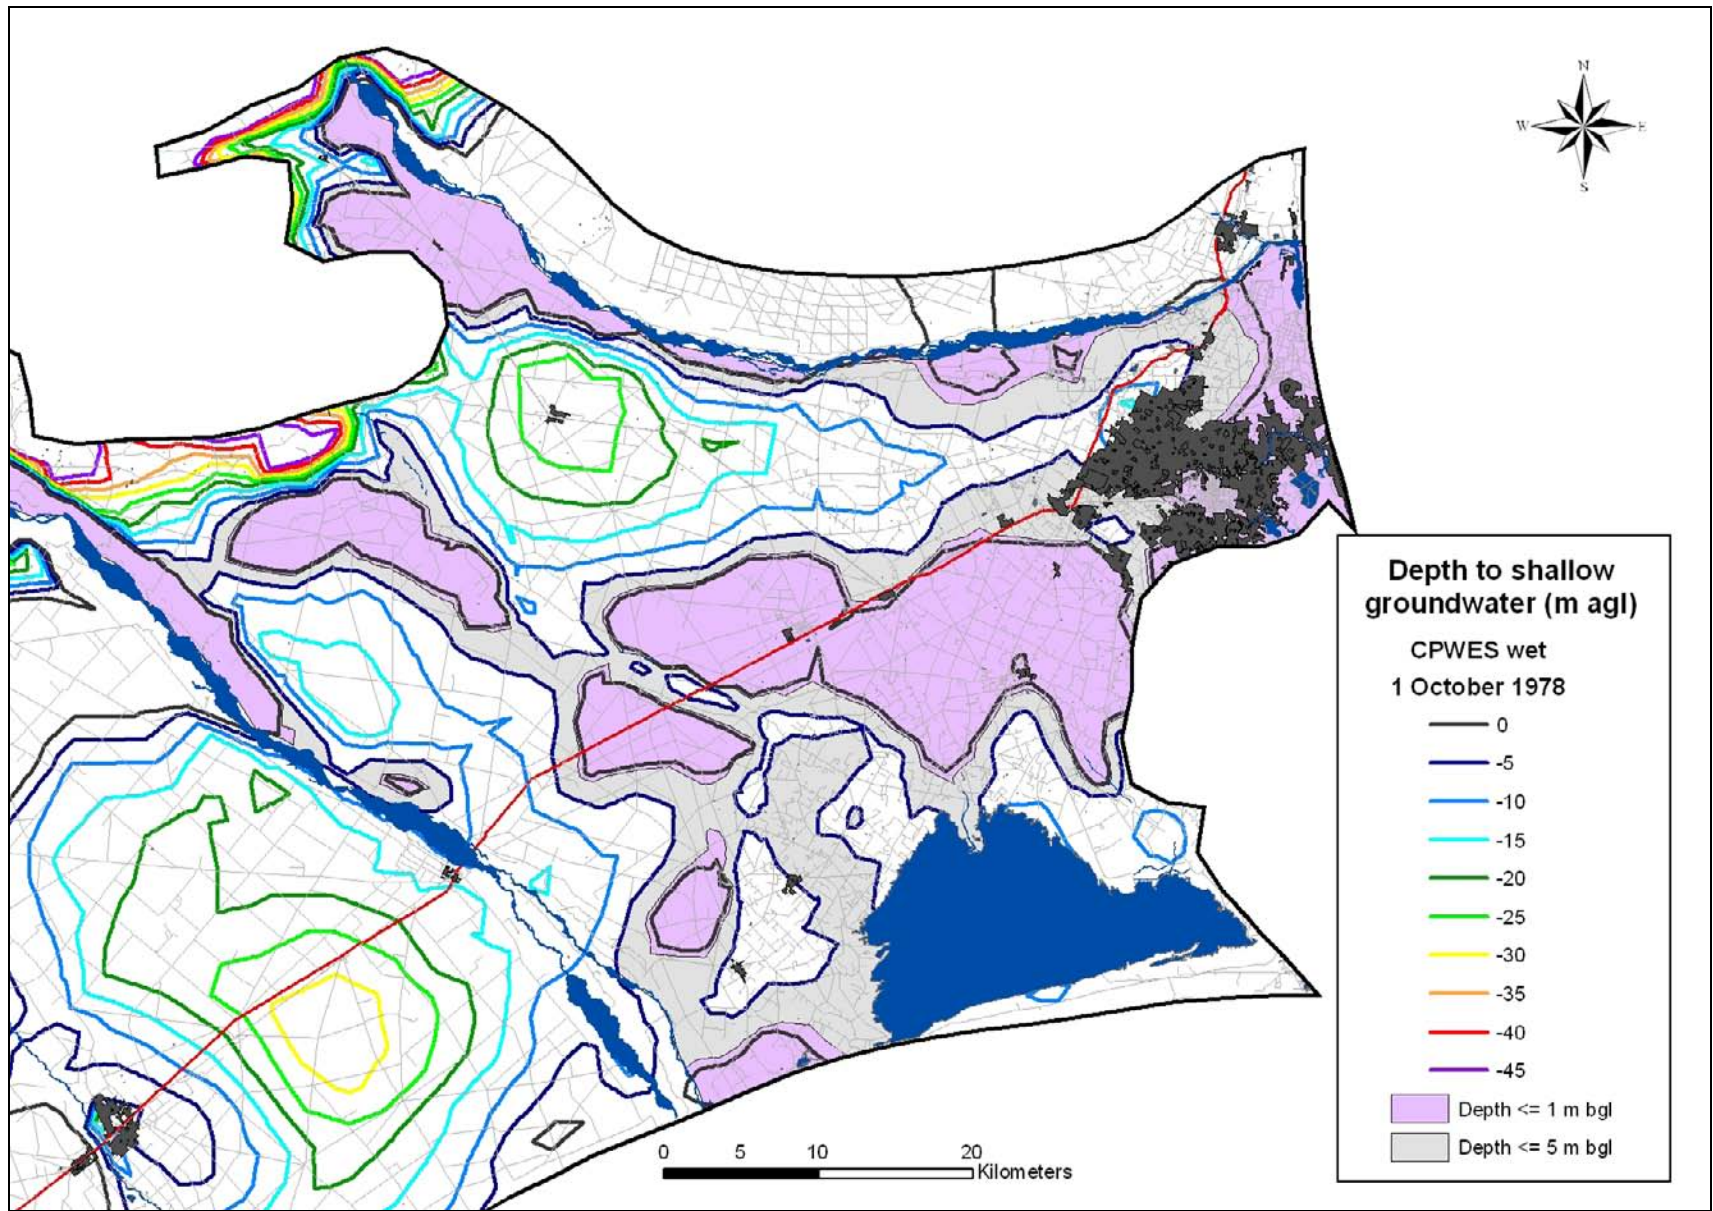 N
W
E
S
Depth to shallow
groundwater (m agl)
CPWES wet
1 October 1978
0
-5
-10
-15
-20
-25
-30
-35
-40
-45
Depth <= 1 m bgl
Depth <= 5 m bgl
0 5 10 20
Kilometers